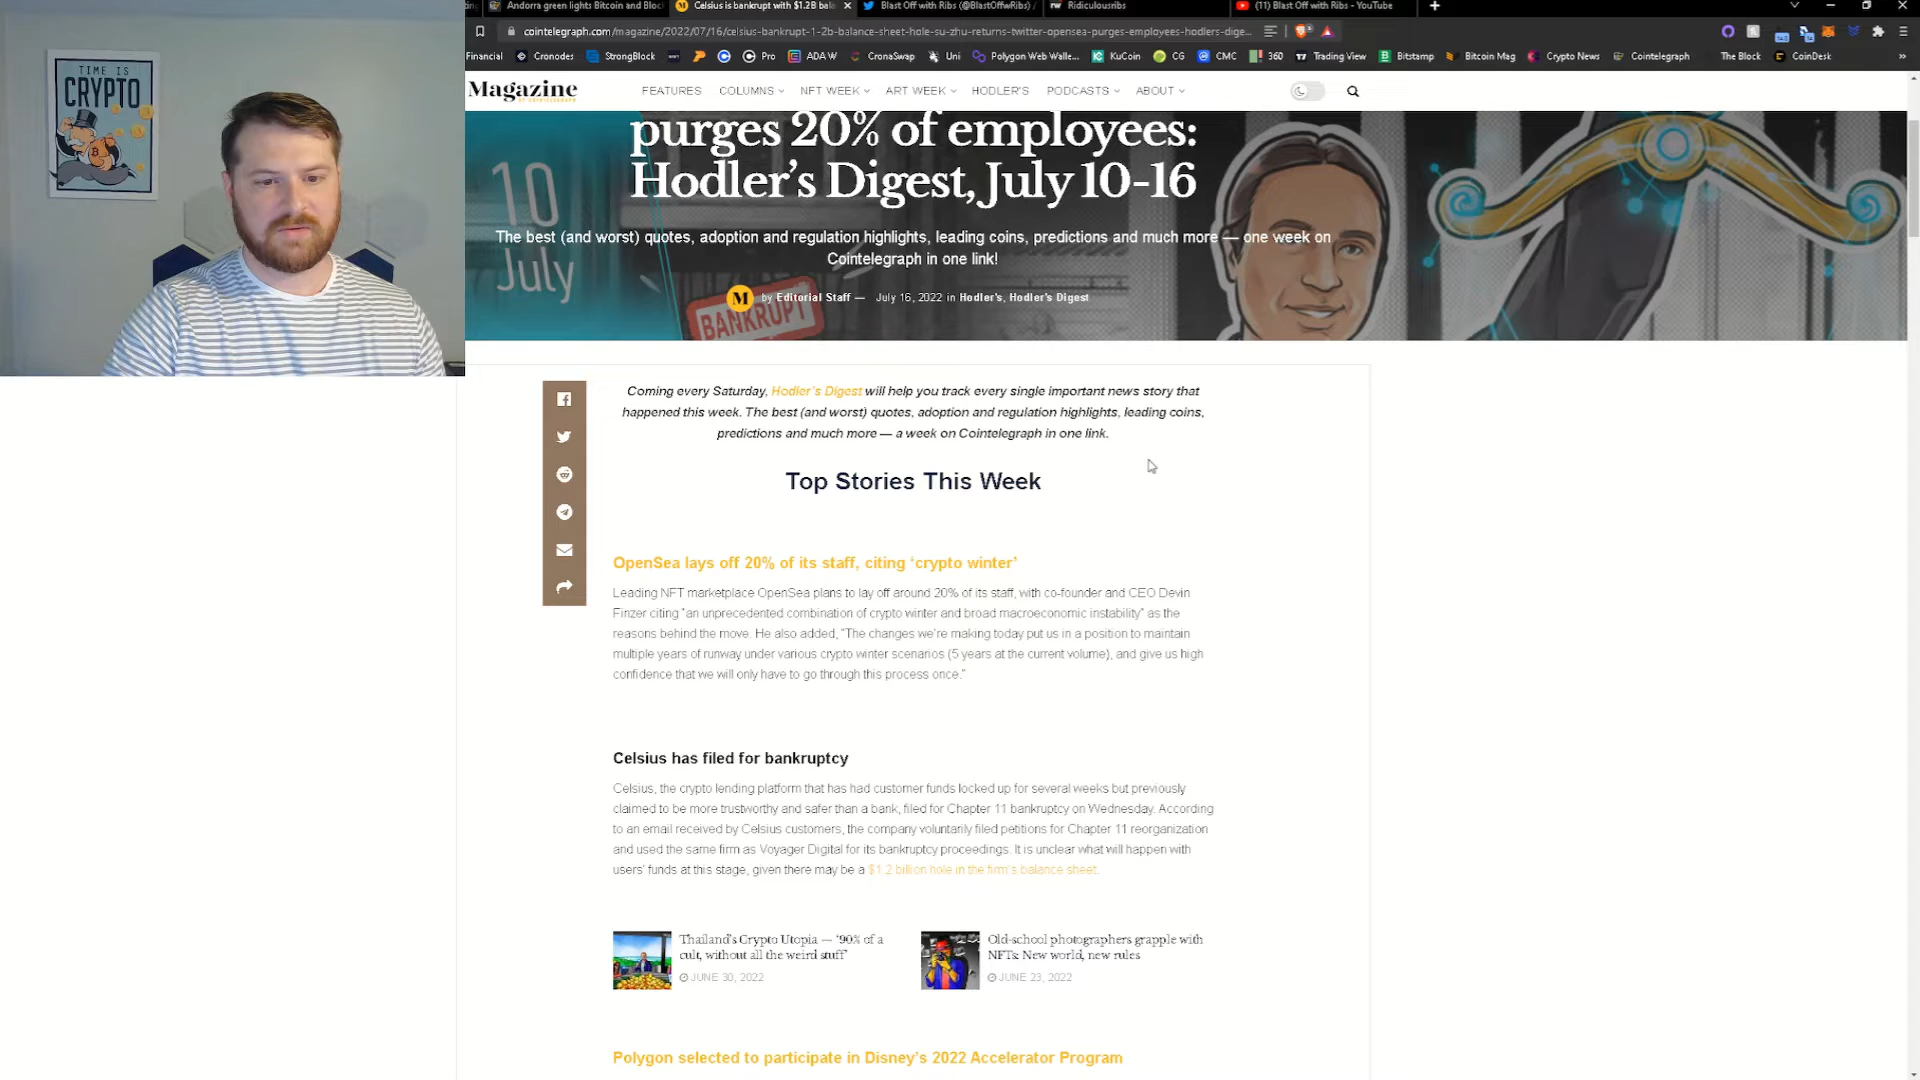 TIME IS
CRYPTO
Andorra green lights Bitcoin and Bloc
Celsius is bankrupt with $1.2B bal
Blast Off with Ribs (@BlastOffwRibs) /
Ridiculousribs
(11) Blast Off with Ribs - YouTube
cointelegraph.com/magazine/2022/07/16/celsius-bankrupt-1-2b-balance-sheet-hole-su-zhu-returns-twitter-opensea-purges-employees-hodlers-dige...
Financial Cronodes StrongBlock Pro ADA W CronaSwap Uni Polygon Web Walle... KuCoin CG CMC 360 Trading View Bitstamp Bitcoin Mag Crypto News Cointelegraph The Block CoinDesk
Magazine
FEATURES COLUMNS NFT WEEK ART WEEK HODLER'S PODCASTS ABOUT
purges 20% of employees:
Hodler's Digest, July 10-16
10
July
BANKRUPT
The best (and worst) quotes, adoption and regulation highlights, leading coins, predictions and much more — one week on
Cointelegraph in one link!
M by Editorial Staff — July 16, 2022 in Hodler's, Hodler's Digest
Coming every Saturday, Hodler's Digest will help you track every single important news story that
happened this week. The best (and worst) quotes, adoption and regulation highlights, leading coins,
predictions and much more — a week on Cointelegraph in one link.
Top Stories This Week
OpenSea lays off 20% of its staff, citing ‘crypto winter’
Leading NFT marketplace OpenSea plans to lay off around 20% of its staff, with co-founder and CEO Devin
Finzer citing “an unprecedented combination of crypto winter and broad macroeconomic instability” as the
reasons behind the move. He also added, “The changes we're making today put us in a position to maintain
multiple years of runway under various crypto winter scenarios (5 years at the current volume), and give us high
confidence that we will only have to go through this process once.”
Celsius has filed for bankruptcy
Celsius, the crypto lending platform that has had customer funds locked up for several weeks but previously
claimed to be more trustworthy and safer than a bank, filed for Chapter 11 bankruptcy on Wednesday. According
to an email received by Celsius customers, the company voluntarily filed petitions for Chapter 11 reorganization
and used the same firm as Voyager Digital for its bankruptcy proceedings. It is unclear what will happen with
users' funds at this stage, given there may be a $1.2 billion hole in the firm's balance sheet.
Thailand's Crypto Utopia — ‘90% of a
cult, without all the weird stuff’
JUNE 30, 2022
Old-school photographers grapple with
NFTs: New world, new rules
JUNE 23, 2022
Polygon selected to participate in Disney's 2022 Accelerator Program